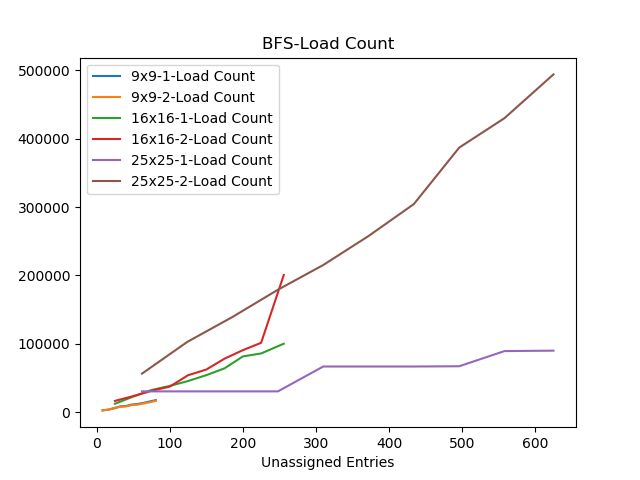 BFS-Load Count
500000
400000
300000
200000
100000
0
9x9-1-Load Count
9x9-2-Load Count
16x16-1-Load Count
16x16-2-Load Count
25x25-1-Load Count
25x25-2-Load Count
0 100 200 300 400 500 600
Unassigned Entries